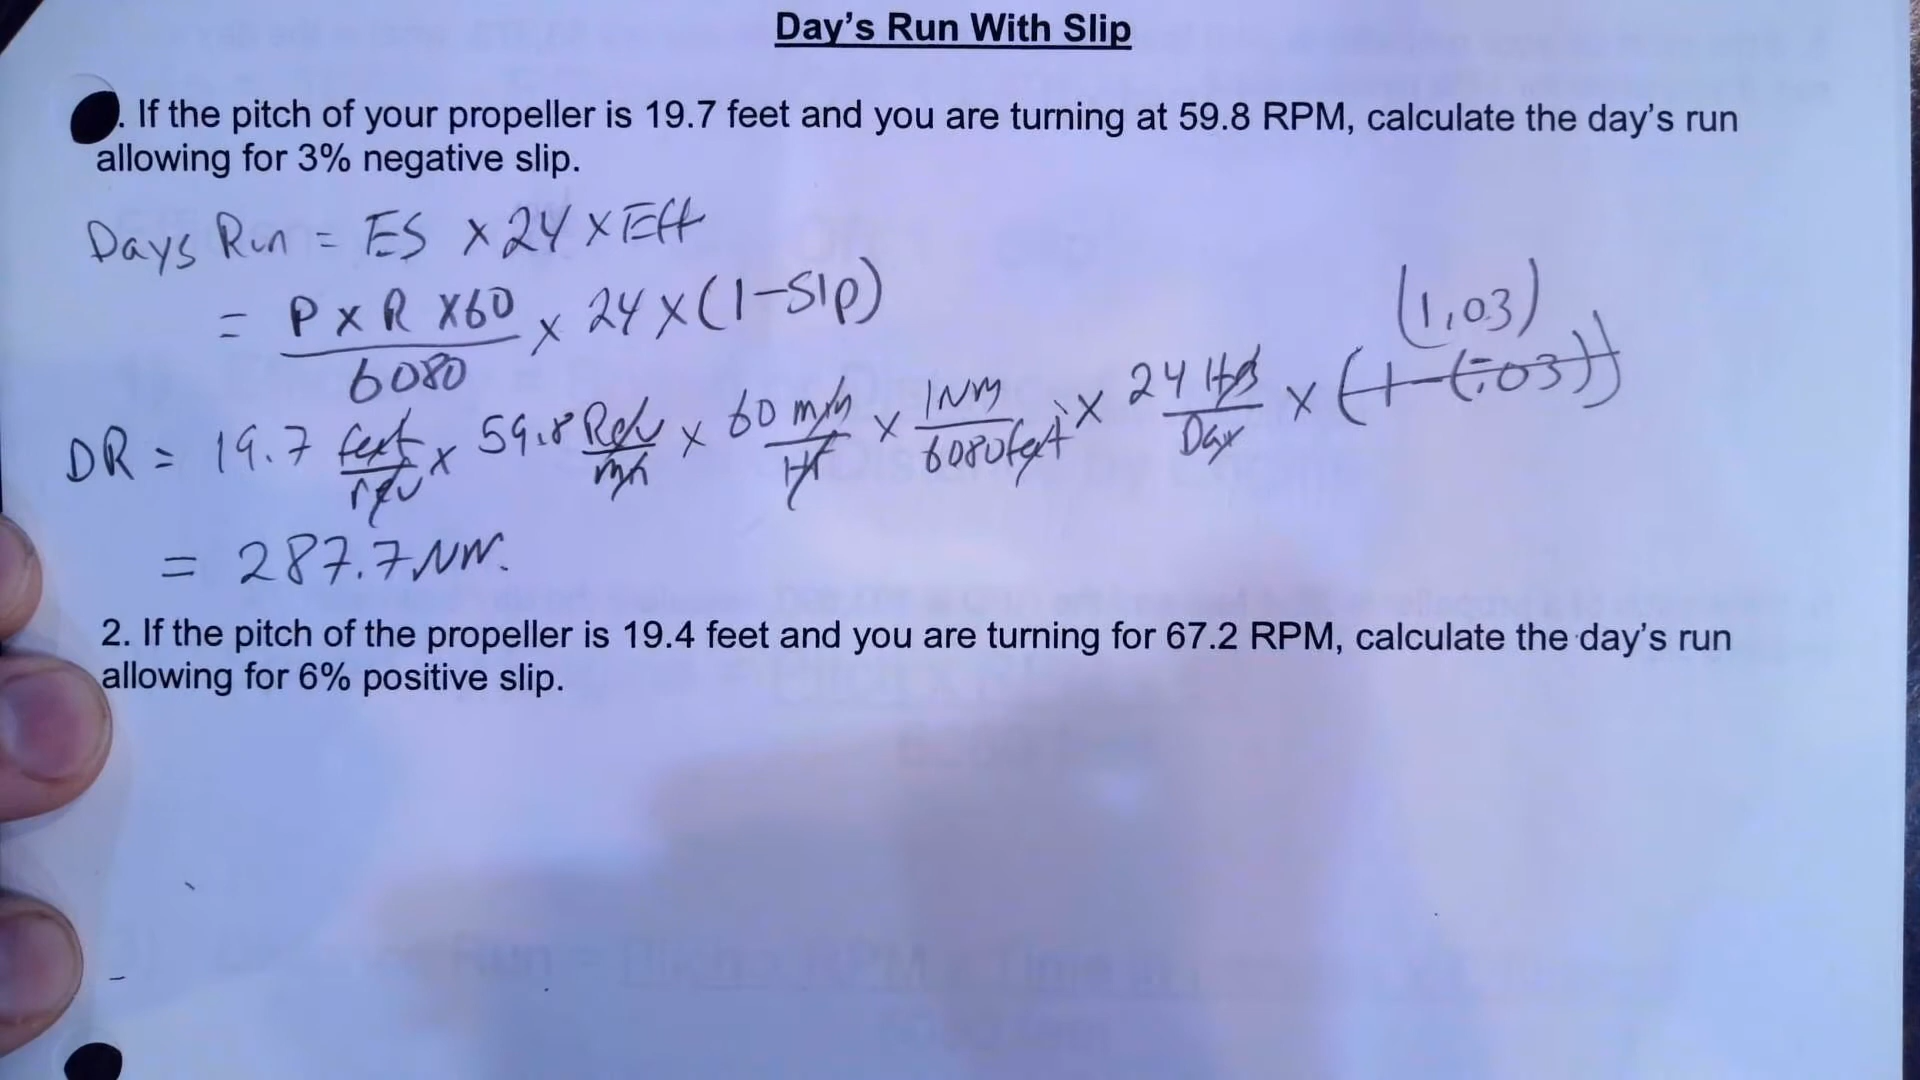 Day's Run With Slip
. If the pitch of your propeller is 19.7 feet and you are turning at 59.8 RPM, calculate the day's run
allowing for 3% negative slip.
Days Run = ES x 24 x Eff
= P x R x60 / 6080 x 24 x (1-Slp)
(1.03)
DR = 19.7 feet/rev x 59.8 Rev/min x 60 min/Hr x 1NM/6080feet x 24 Hrs/Day x (1-(-.03))
= 287.7 NM.
2. If the pitch of the propeller is 19.4 feet and you are turning for 67.2 RPM, calculate the day's run
allowing for 6% positive slip.